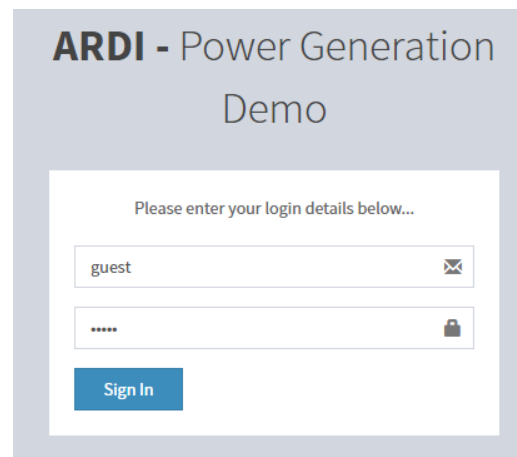 ARDI - Power Generation
Demo
Please enter your login details below...
guest
•••••
Sign In